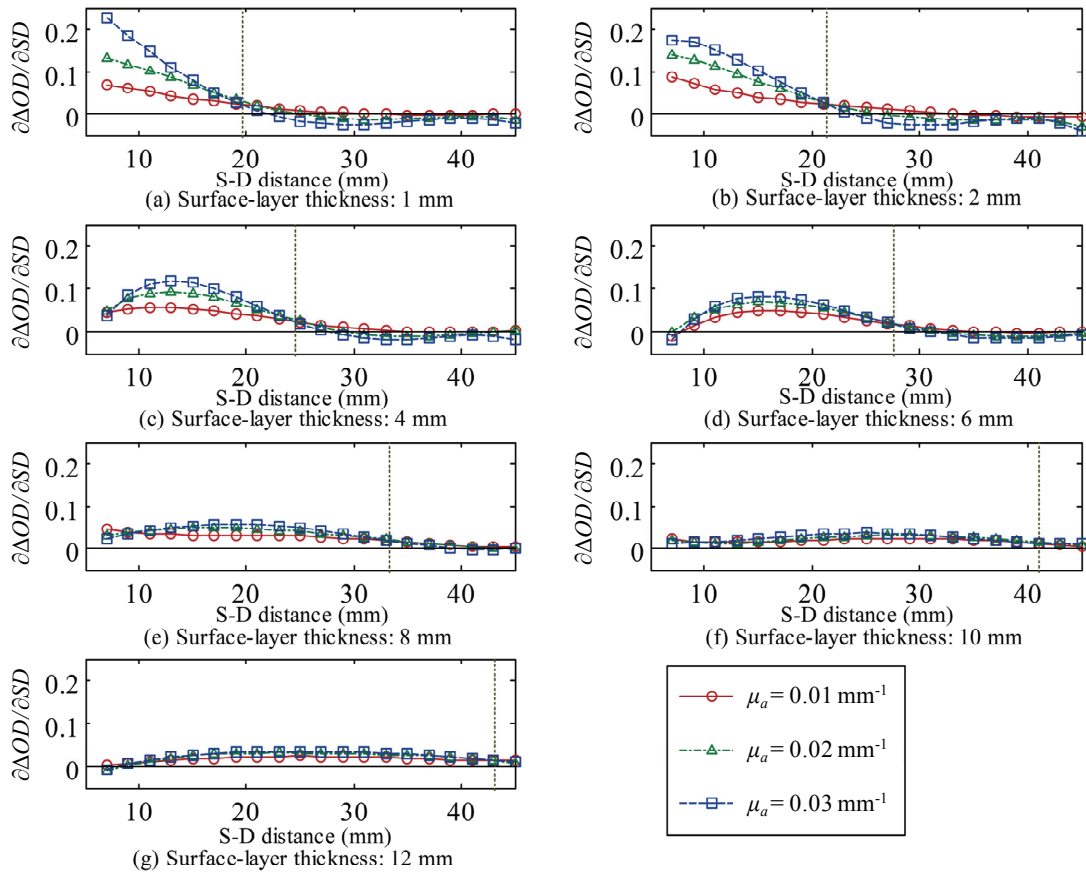 ∂ΔOD/∂SD
0.2
0.1
0
10 20 30 40
S-D distance (mm)
(a) Surface-layer thickness: 1 mm
∂ΔOD/∂SD
0.2
0.1
0
10 20 30 40
S-D distance (mm)
(b) Surface-layer thickness: 2 mm
∂ΔOD/∂SD
0.2
0.1
0
10 20 30 40
S-D distance (mm)
(c) Surface-layer thickness: 4 mm
∂ΔOD/∂SD
0.2
0.1
0
10 20 30 40
S-D distance (mm)
(d) Surface-layer thickness: 6 mm
∂ΔOD/∂SD
0.2
0.1
0
10 20 30 40
S-D distance (mm)
(e) Surface-layer thickness: 8 mm
∂ΔOD/∂SD
0.2
0.1
0
10 20 30 40
S-D distance (mm)
(f) Surface-layer thickness: 10 mm
∂ΔOD/∂SD
0.2
0.1
0
10 20 30 40
S-D distance (mm)
(g) Surface-layer thickness: 12 mm
μₐ = 0.01 mm⁻¹
μₐ = 0.02 mm⁻¹
μₐ = 0.03 mm⁻¹